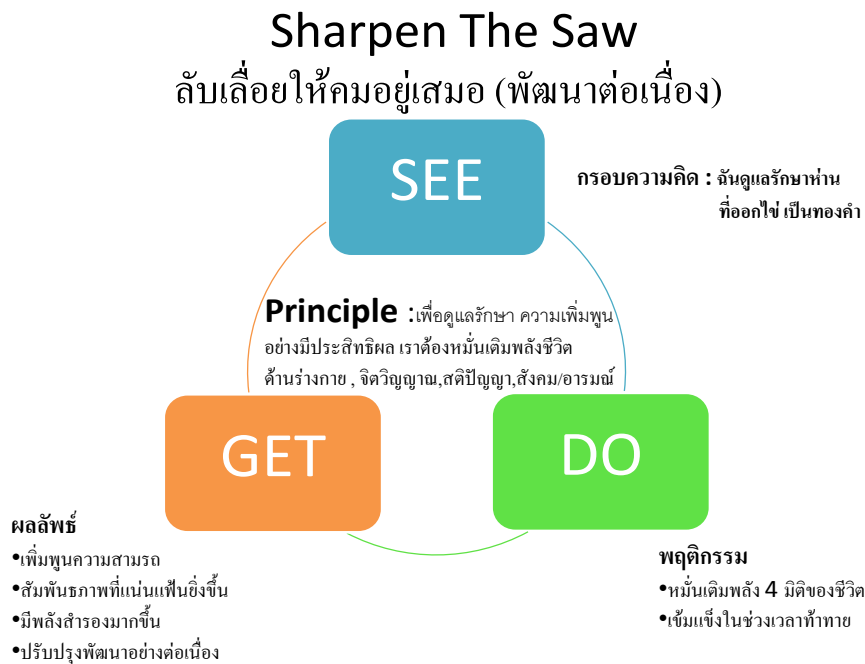 Sharpen The Saw
ลับเลื่อยให้คมอยู่เสมอ (พัฒนาต่อเนื่อง)
SEE
กรอบความคิด : ฉันดูแลรักษาห่าน
ที่ออกไข่ เป็นทองคำ
Principle :เพื่อดูแลรักษา ความเพิ่มพูน
อย่างมีประสิทธิผล เราต้องหมั่นเติมพลังชีวิต
ด้านร่างกาย , จิตวิญญาณ,สติปัญญา,สังคม/อารมณ์
GET
DO
ผลลัพธ์
•เพิ่มพูนความสามรถ
•สัมพันธภาพที่แน่นแฟ้นยิ่งขึ้น
•มีพลังสำรองมากขึ้น
•ปรับปรุงพัฒนาอย่างต่อเนื่อง
พฤติกรรม
•หมั่นเติมพลัง 4 มิติของชีวิต
•เข้มแข็งในช่วงเวลาท้าทาย